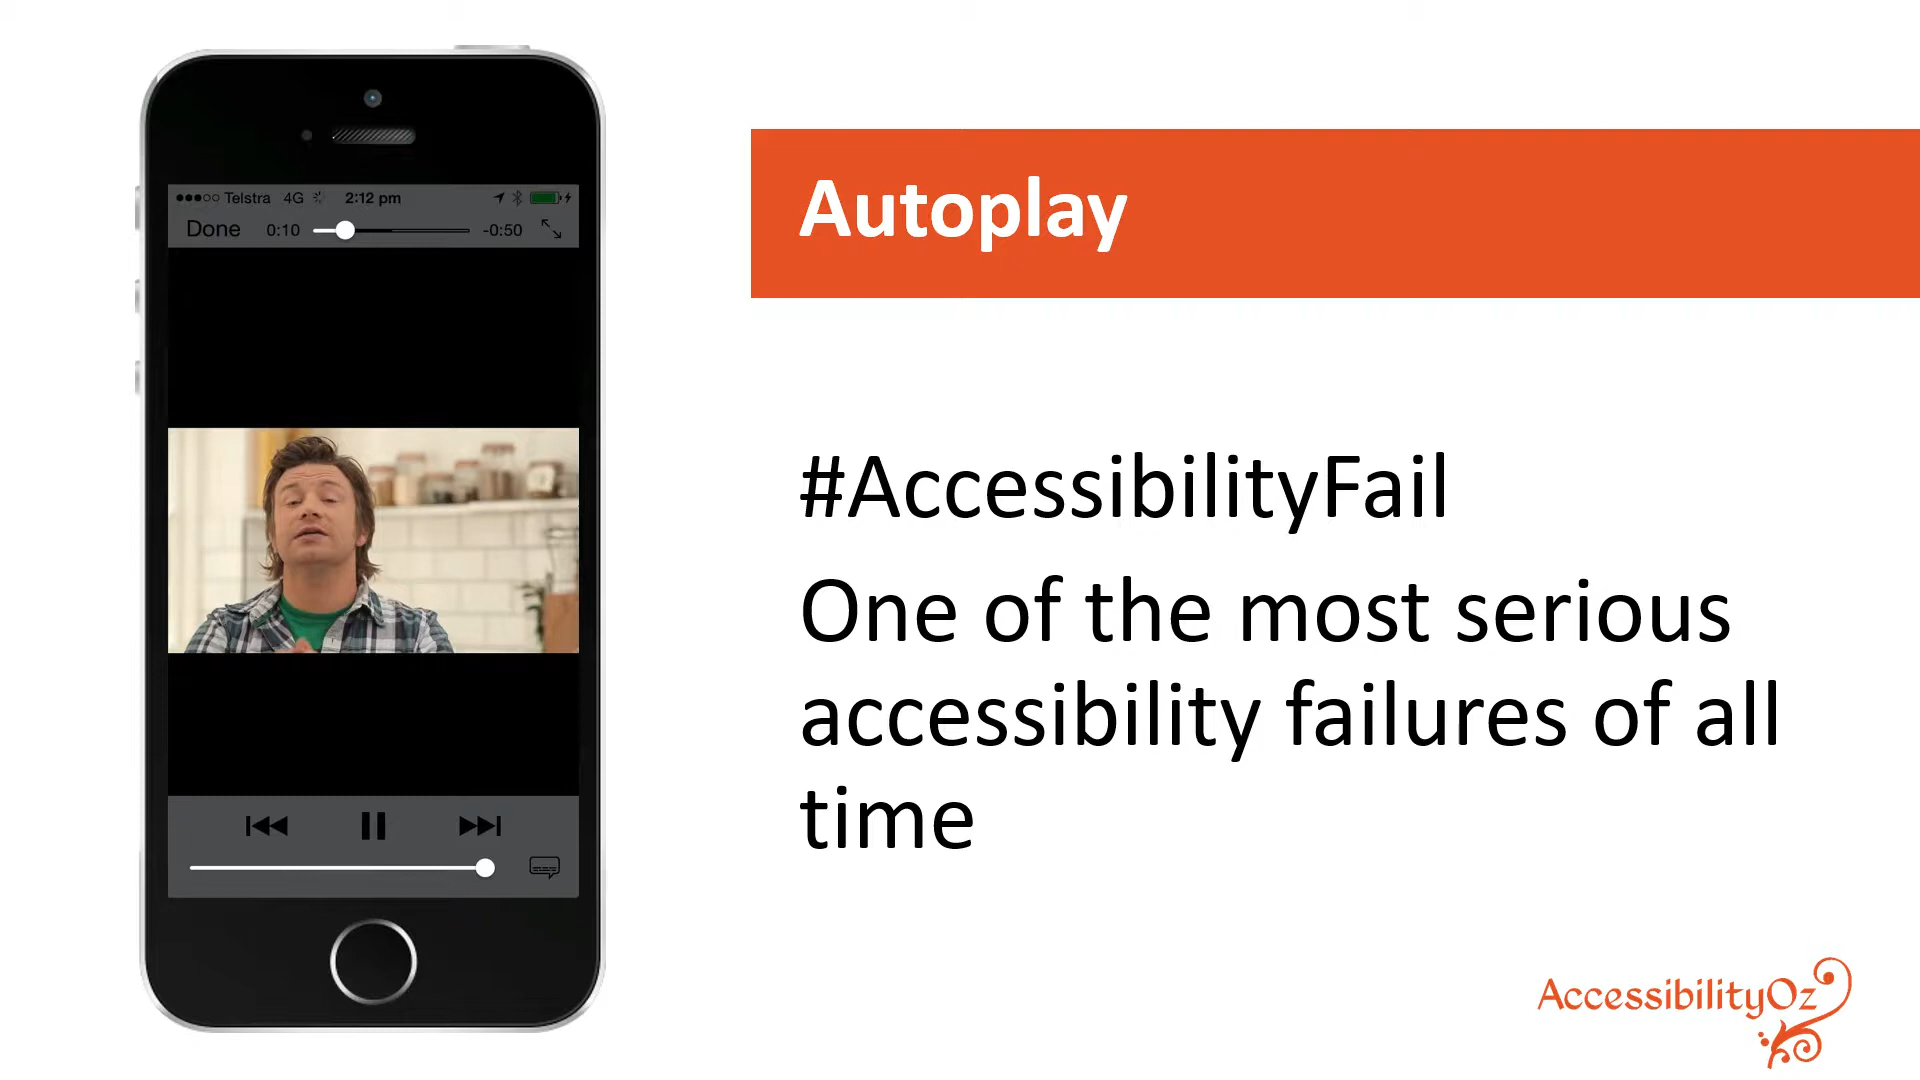 Telstra 4G 2:12 pm
Done 0:10 -0:50
Autoplay
#AccessibilityFail
One of the most serious
accessibility failures of all
time
AccessibilityOz